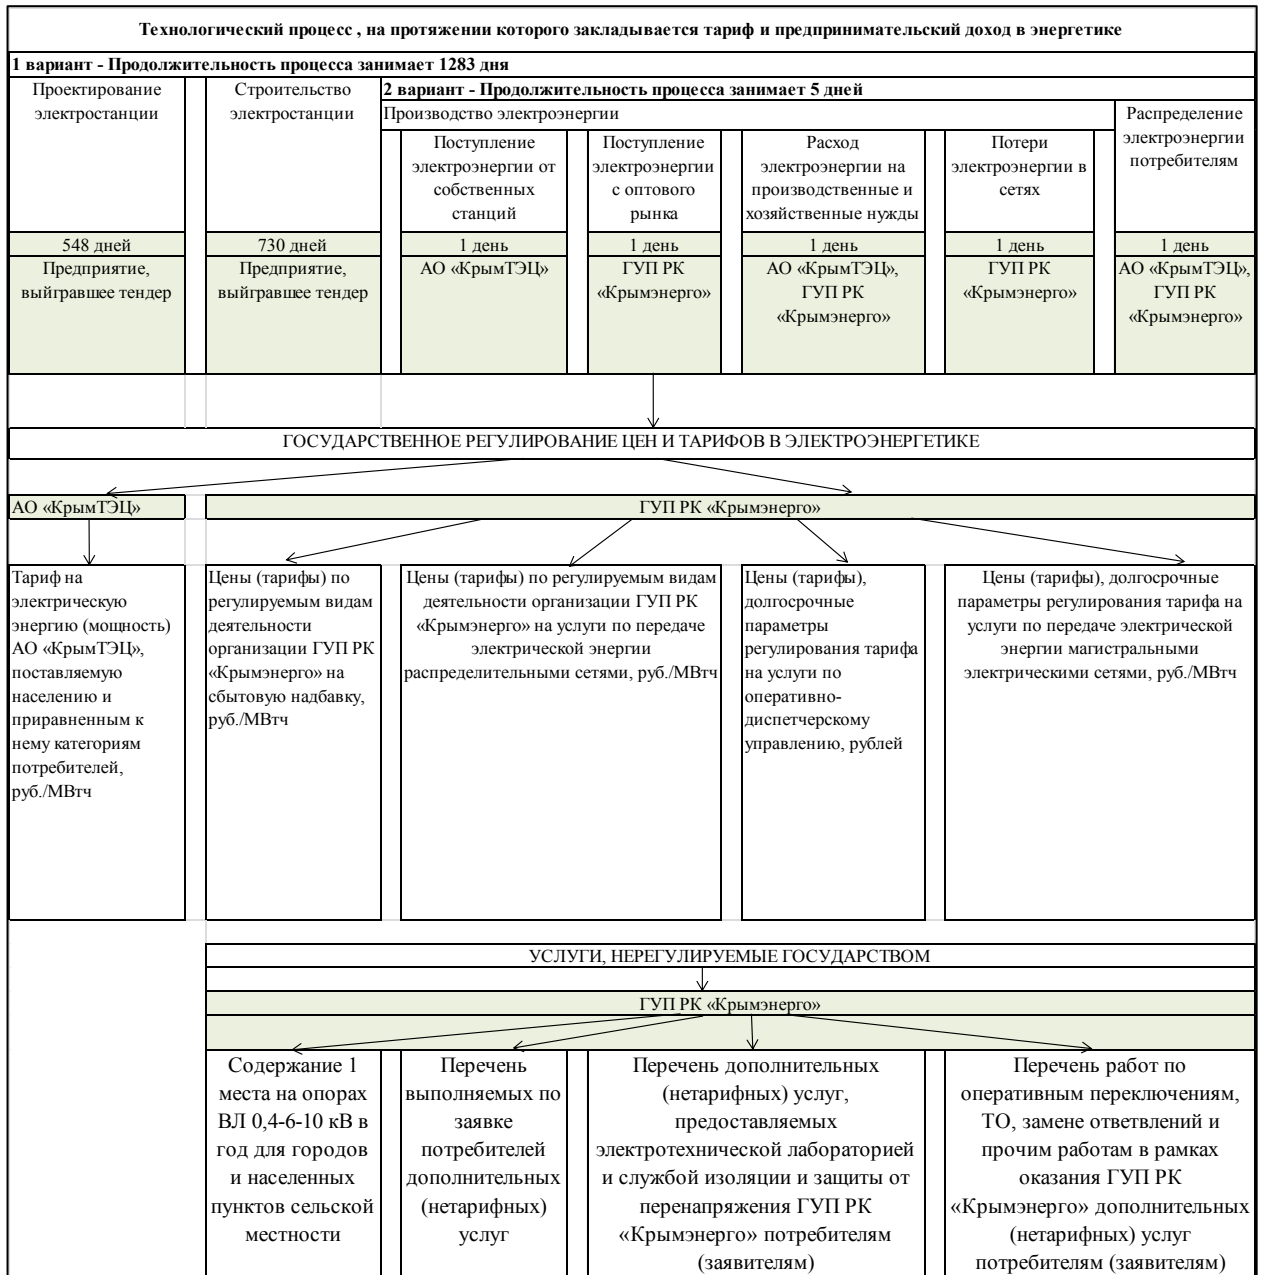 Технологический процесс , на протяжении которого закладывается тариф и предпринимательский доход в энергетике
1 вариант - Продолжительность процесса занимает 1283 дня
Проектирование
электростанции
Строительство
электростанции
2 вариант - Продолжительность процесса занимает 5 дней
Производство электроэнергии
Распределение
электроэнергии
потребителям
Поступление
электроэнергии от
собственных
станций
Поступление
электроэнергии
с оптового
рынка
Расход
электроэнергии на
производственные и
хозяйственные нужды
Потери
электроэнергии в
сетях
548 дней
730 дней
1 день
1 день
1 день
1 день
1 день
Предприятие,
выйгравшее тендер
Предприятие,
выйгравшее тендер
АО «КрымТЭЦ»
ГУП РК
«Крымэнерго»
АО «КрымТЭЦ»,
ГУП РК
«Крымэнерго»
ГУП РК
«Крымэнерго»
АО «КрымТЭЦ»,
ГУП РК
«Крымэнерго»
ГОСУДАРСТВЕННОЕ РЕГУЛИРОВАНИЕ ЦЕН И ТАРИФОВ В ЭЛЕКТРОЭНЕРГЕТИКЕ
АО «КрымТЭЦ»
ГУП РК «Крымэнерго»
Тариф на
электрическую
энергию (мощность)
АО «КрымТЭЦ»,
поставляемую
населению и
приравненным к
нему категориям
потребителей,
руб./МВтч
Цены (тарифы) по
регулируемым видам
деятельности
организации ГУП РК
«Крымэнерго» на
сбытовую надбавку,
руб./МВтч
Цены (тарифы) по регулируемым видам
деятельности организации ГУП РК
«Крымэнерго» на услуги по передаче
электрической энергии
распределительными сетями, руб./МВтч
Цены (тарифы),
долгосрочные
параметры
регулирования тарифа
на услуги по
оперативно-
диспетчерскому
управлению, рублей
Цены (тарифы), долгосрочные
параметры регулирования тарифа на
услуги по передаче электрической
энергии магистральными
электрическими сетями, руб./МВтч
УСЛУГИ, НЕРЕГУЛИРУЕМЫЕ ГОСУДАРСТВОМ
ГУП РК «Крымэнерго»
Содержание 1
места на опорах
ВЛ 0,4-6-10 кВ в
год для городов
и населенных
пунктов сельской
местности
Перечень
выполняемых по
заявке
потребителей
дополнительных
(нетарифных)
услуг
Перечень дополнительных
(нетарифных) услуг,
предоставляемых
электротехнической лабораторией
и службой изоляции и защиты от
перенапряжения ГУП РК
«Крымэнерго» потребителям
(заявителям)
Перечень работ по
оперативным переключениям,
ТО, замене ответвлений и
прочим работам в рамках
оказания ГУП РК
«Крымэнерго» дополнительных
(нетарифных) услуг
потребителям (заявителям)